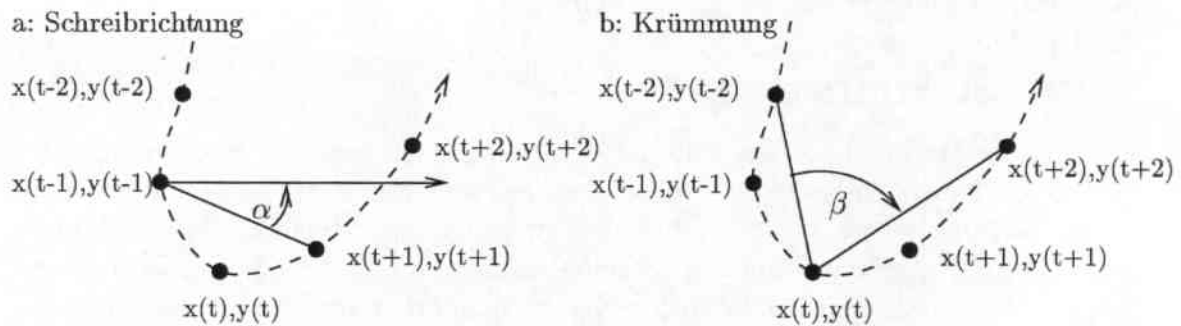 a: Schreibrichtung
x(t-2),y(t-2)
x(t+2),y(t+2)
x(t-1),y(t-1)
α
x(t+1),y(t+1)
x(t),y(t)
b: Krümmung
x(t-2),y(t-2)
x(t+2),y(t+2)
x(t-1),y(t-1)
β
x(t+1),y(t+1)
x(t),y(t)